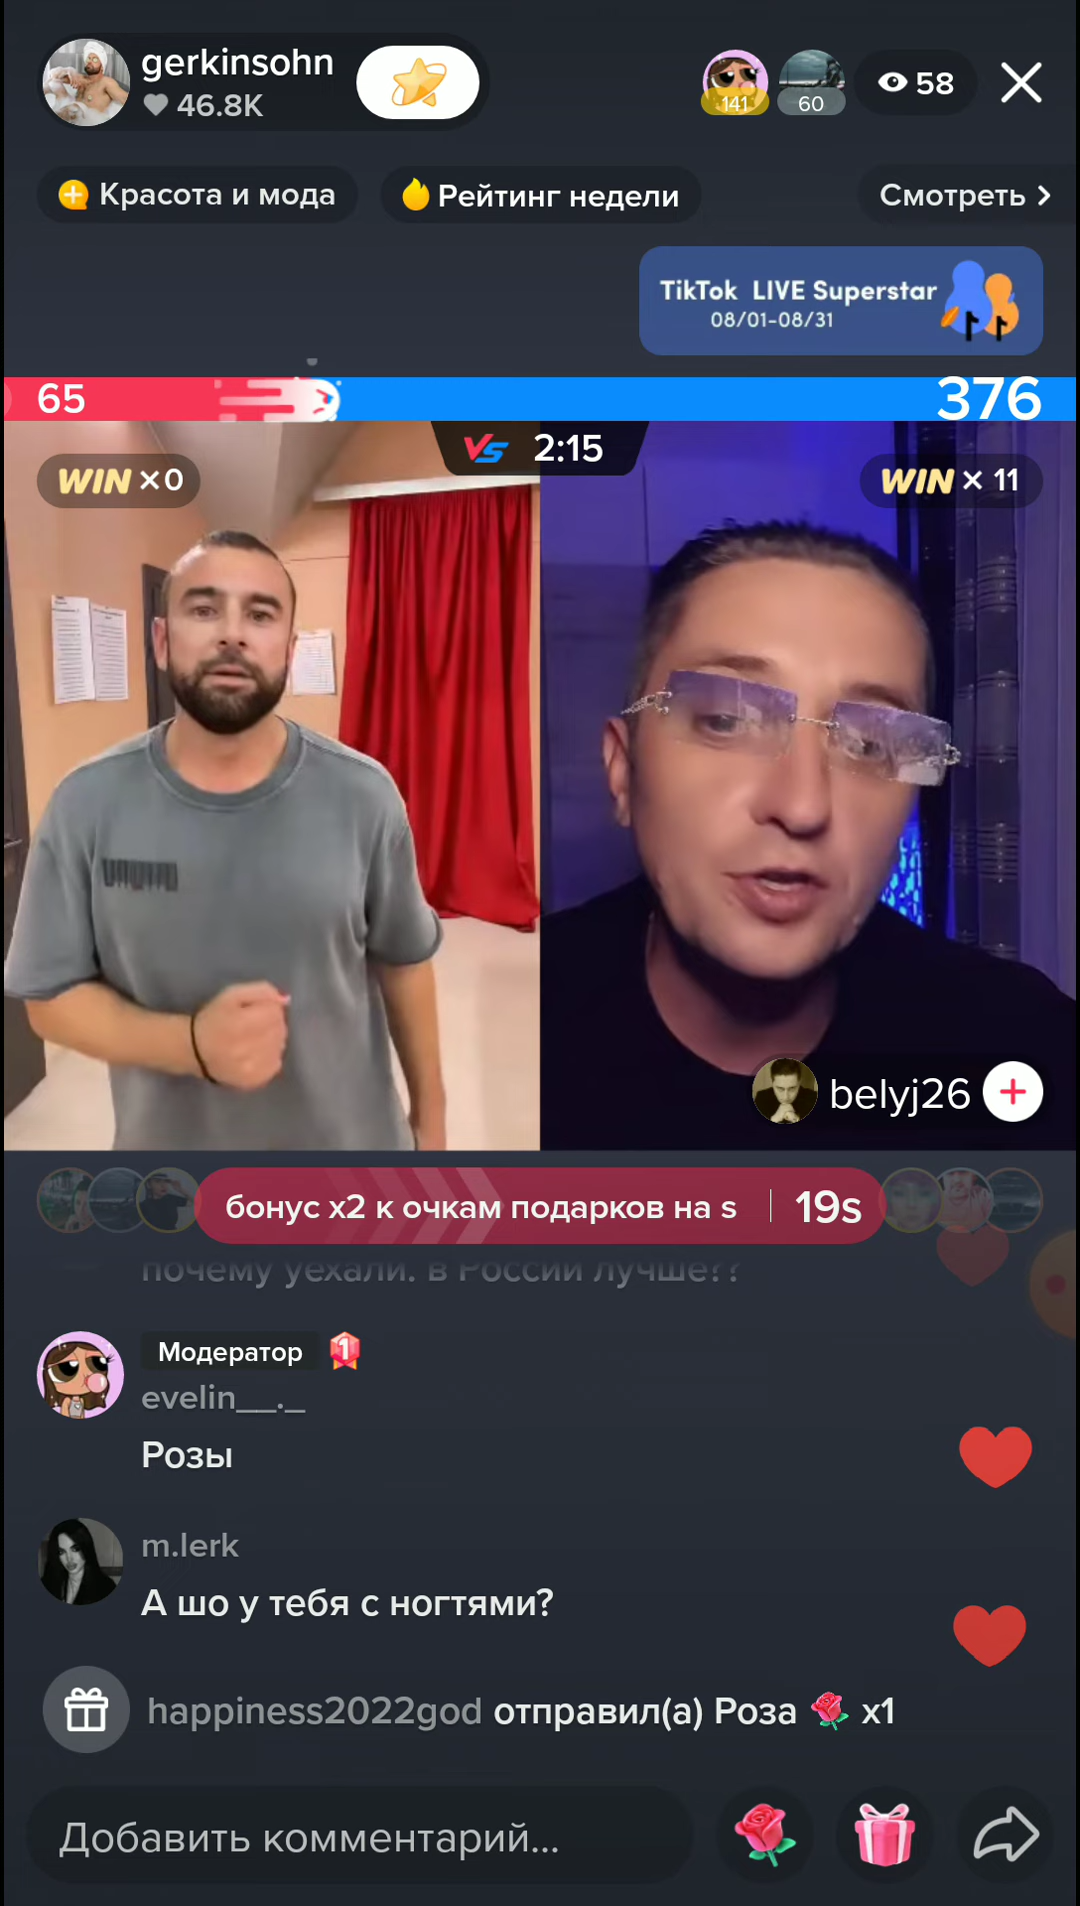 gerkinsohn
46.8K
141
60
58
Красота и мода
Рейтинг недели
Смотреть
TikTok LIVE Superstar
08/01-08/31
65
376
VS 2:15
WIN ×0
WIN × 11
belyj26
бонус x2 к очкам подарков на s
19s
почему уехали. в России лучше??
Модератор
1
evelin__._
Розы
m.lerk
А шо у тебя с ногтями?
happiness2022god отправил(а) Роза x1
Добавить комментарий...